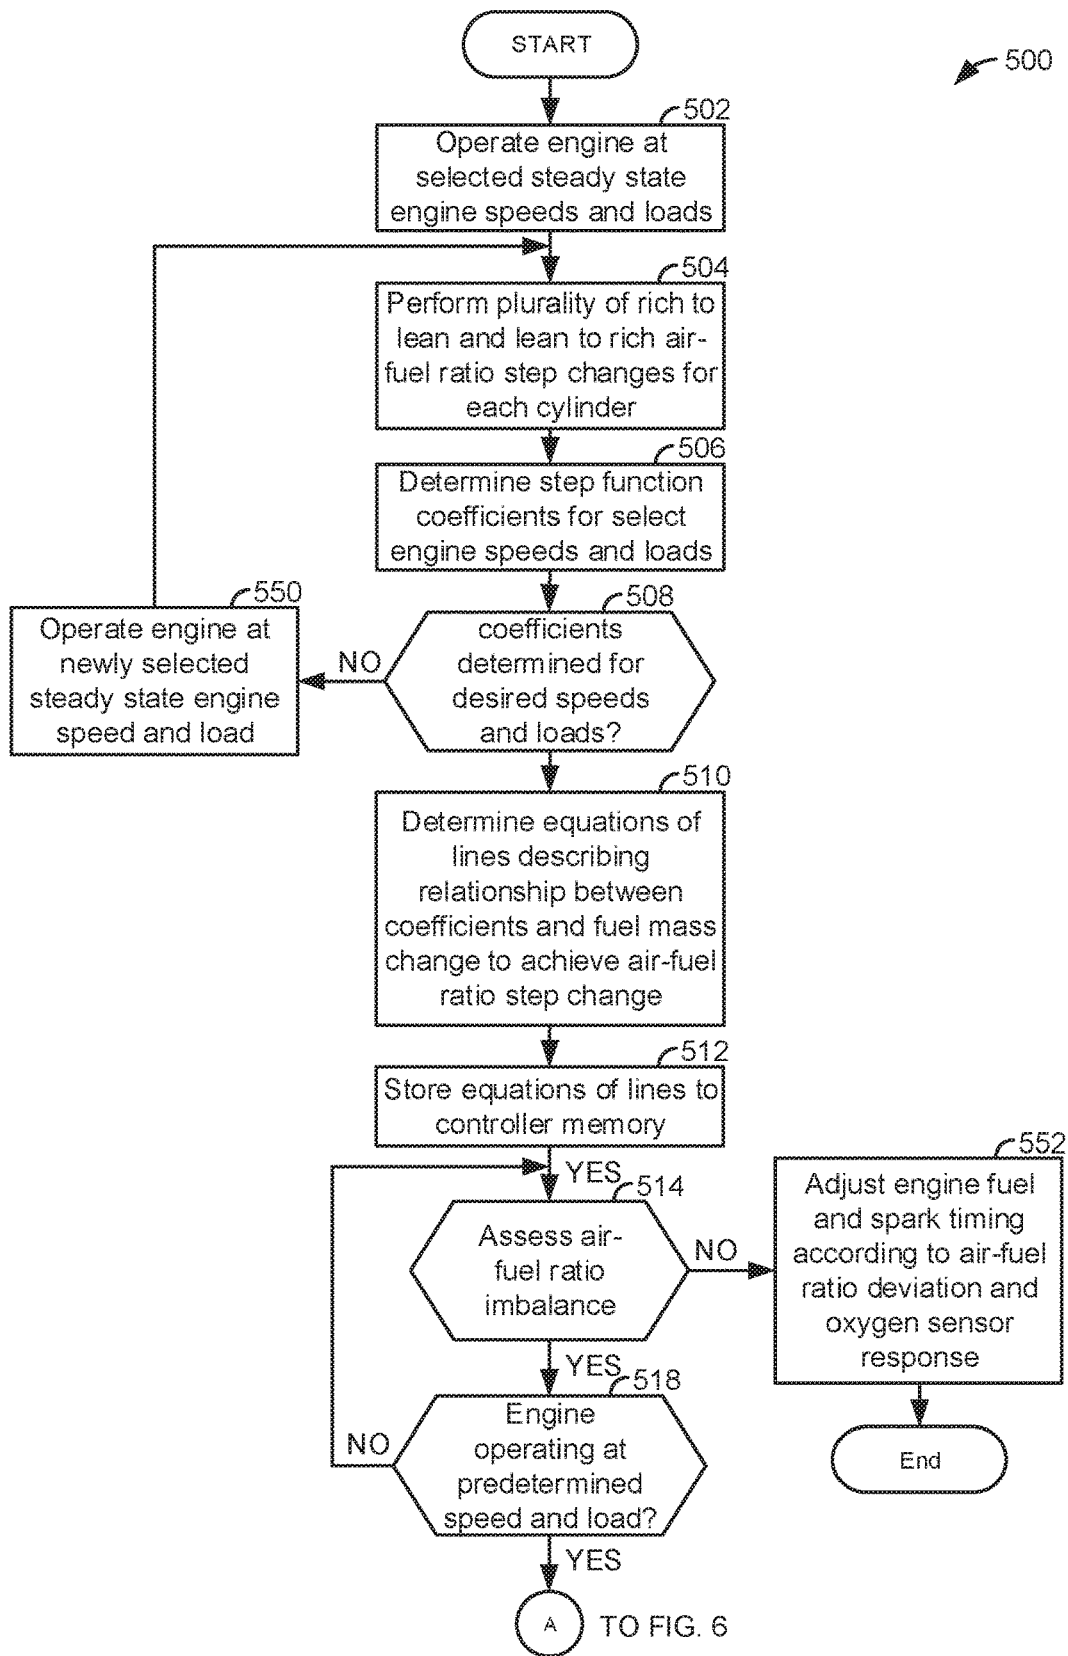 START
500
502
Operate engine at
selected steady state
engine speeds and loads
504
Perform plurality of rich to
lean and lean to rich air-
fuel ratio step changes for
each cylinder
506
Determine step function
coefficients for select
engine speeds and loads
550
Operate engine at
newly selected
steady state engine
speed and load
NO
508
coefficients
determined for
desired speeds
and loads?
510
Determine equations of
lines describing
relationship between
coefficients and fuel mass
change to achieve air-fuel
ratio step change
512
Store equations of lines to
controller memory
YES
514
Assess air-
fuel ratio
imbalance
NO
552
Adjust engine fuel
and spark timing
according to air-fuel
ratio deviation and
oxygen sensor
response
End
YES
518
NO
Engine
operating at
predetermined
speed and load?
YES
A
TO FIG. 6